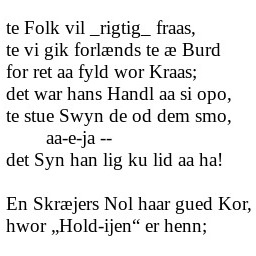 te Folk vil _rigtig_ fraas,
te vi gik forlænds te æ Burd
for ret aa fyld wor Kraas;
det war hans Handl aa si opo,
te stue Swyn de od dem smo,
aa-e-ja --
det Syn han lig ku lid aa ha!

En Skræjers Nol haar gued Kor,
hwor „Hold-ijen“ er henn;